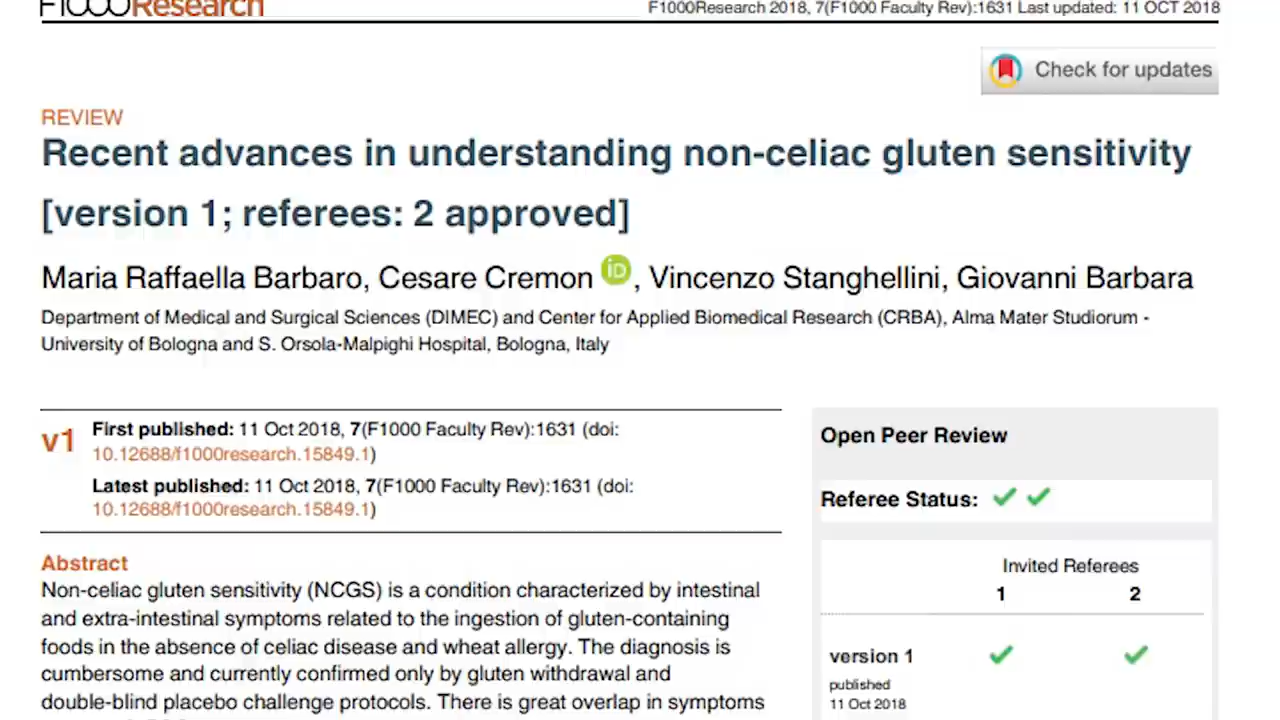 F1000Research
F1000Research 2018, 7(F1000 Faculty Rev):1631 Last updated: 11 OCT 2018
Check for updates
REVIEW
Recent advances in understanding non-celiac gluten sensitivity
[version 1; referees: 2 approved]
Maria Raffaella Barbaro, Cesare Cremon iD , Vincenzo Stanghellini, Giovanni Barbara
Department of Medical and Surgical Sciences (DIMEC) and Center for Applied Biomedical Research (CRBA), Alma Mater Studiorum -
University of Bologna and S. Orsola-Malpighi Hospital, Bologna, Italy
v1
First published: 11 Oct 2018, 7(F1000 Faculty Rev):1631 (doi:
10.12688/f1000research.15849.1)
Latest published: 11 Oct 2018, 7(F1000 Faculty Rev):1631 (doi:
10.12688/f1000research.15849.1)
Abstract
Non-celiac gluten sensitivity (NCGS) is a condition characterized by intestinal
and extra-intestinal symptoms related to the ingestion of gluten-containing
foods in the absence of celiac disease and wheat allergy. The diagnosis is
cumbersome and currently confirmed only by gluten withdrawal and
double-blind placebo challenge protocols. There is great overlap in symptoms
Open Peer Review
Referee Status:
Invited Referees
1 2
version 1
published
11 Oct 2018